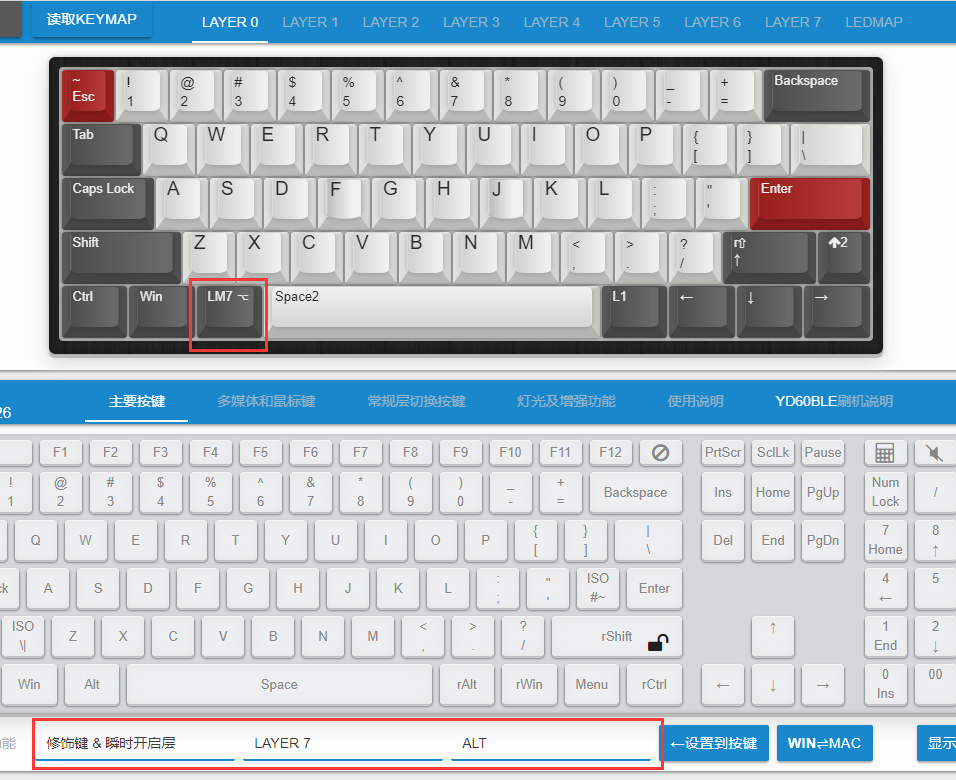 读取KEYMAP LAYER 0 LAYER 1 LAYER 2 LAYER 3 LAYER 4 LAYER 5 LAYER 6 LAYER 7 LEDMAP
~ Esc ! 1 @ 2 # 3 $ 4 % 5 ^ 6 & 7 * 8 ( 9 ) 0 _ - + = Backspace
Tab Q W E R T Y U I O P { [ } ] | \
Caps Lock A S D F G H J K L : ; " ' Enter
Shift Z X C V B N M < , > . ? / r⇧ ↑ 2
Ctrl Win LM7 ⌥ Space2 L1 ← ↓ →
26 主要按键 多媒体和鼠标键 常规层切换按键 灯光及增强功能 使用说明 YD60BLE刷机说明
F1 F2 F3 F4 F5 F6 F7 F8 F9 F10 F11 F12 PrtScr SclLk Pause
! 1 @ 2 # 3 $ 4 % 5 ^ 6 & 7 * 8 ( 9 ) 0 _ - + = Backspace Ins Home PgUp Num Lock /
Q W E R T Y U I O P { [ } ] | \ Del End PgDn 7 Home 8 ↑
ck A S D F G H J K L : ; " ' ISO #~ Enter 4 ← 5
ISO \| Z X C V B N M < , > . ? / rShift ↑ 1 End 2 ↓
Win Alt Space rAlt rWin Menu rCtrl ← ↓ → 0 Ins 00
能 修饰键 & 瞬时开启层 LAYER 7 ALT ←设置到按键 WIN⇌MAC 显示